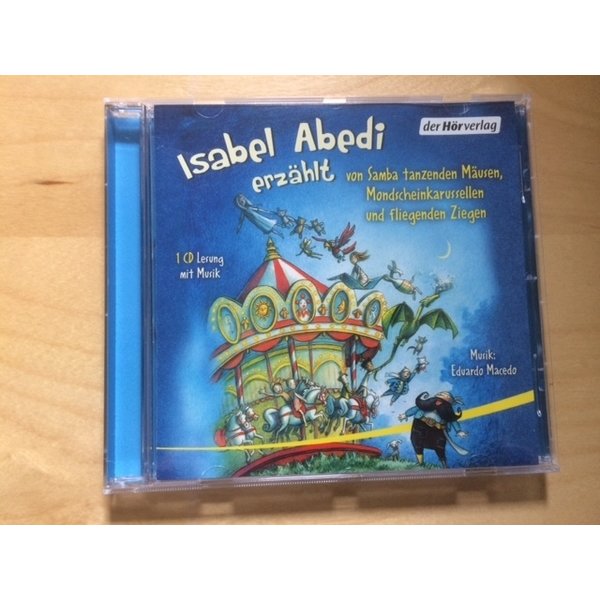 der Hörverlag
Isabel Abedi
erzählt
von Samba tanzenden Mäusen,
Mondscheinkarussellen
und fliegenden Ziegen
1 CD Lesung
mit Musik
Musik:
Eduardo Macedo